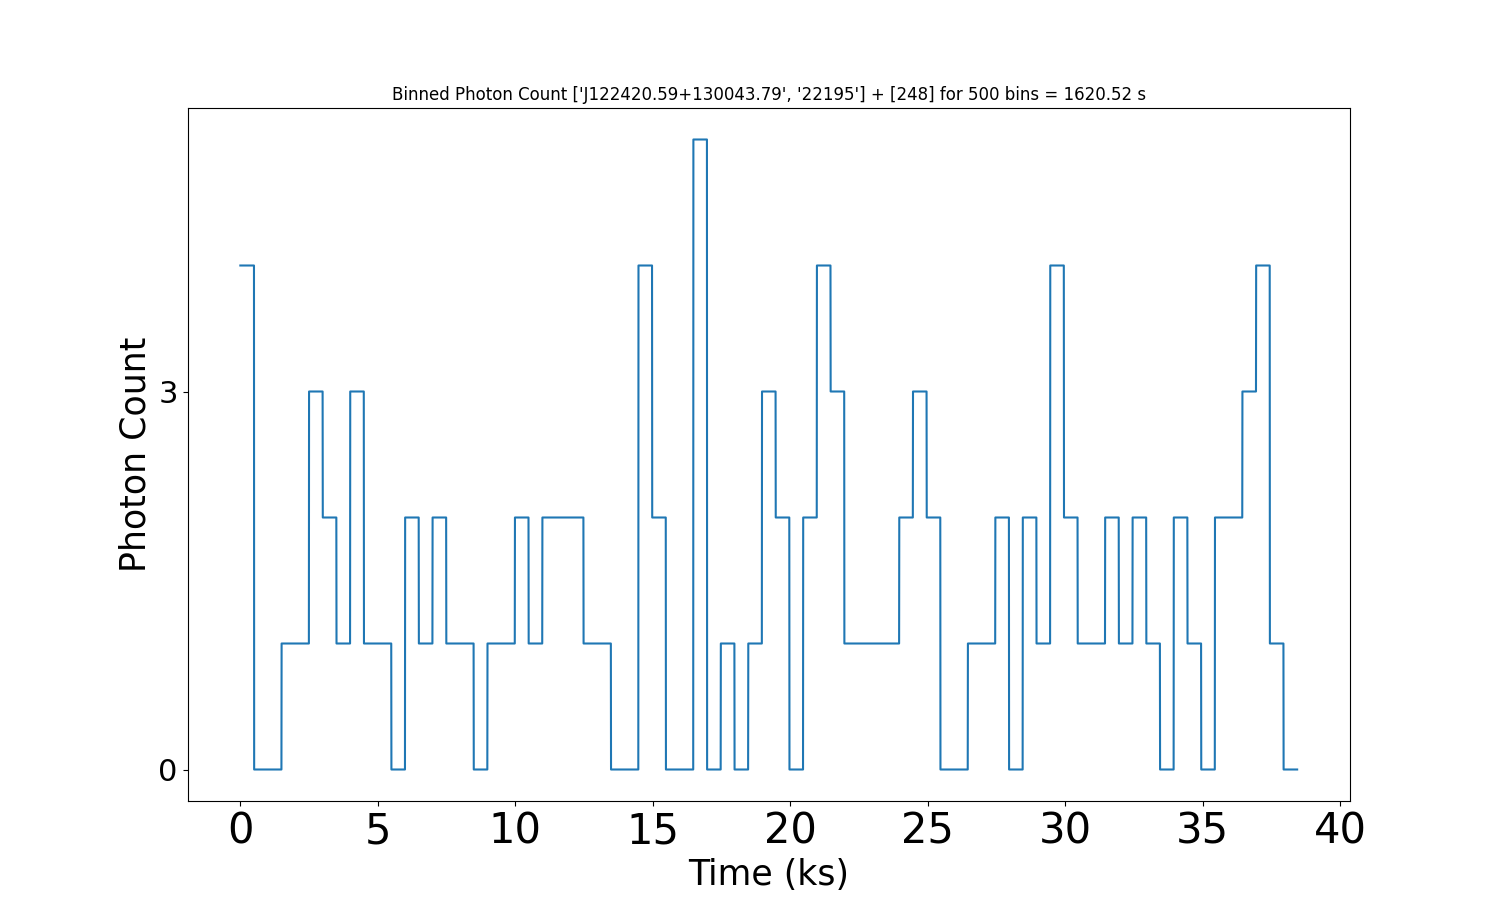 Binned Photon Count ['J122420.59+130043.79', '22195'] + [248] for 500 bins = 1620.52 s
Photon Count
3
0
0 5 10 15 20 25 30 35 40
Time (ks)